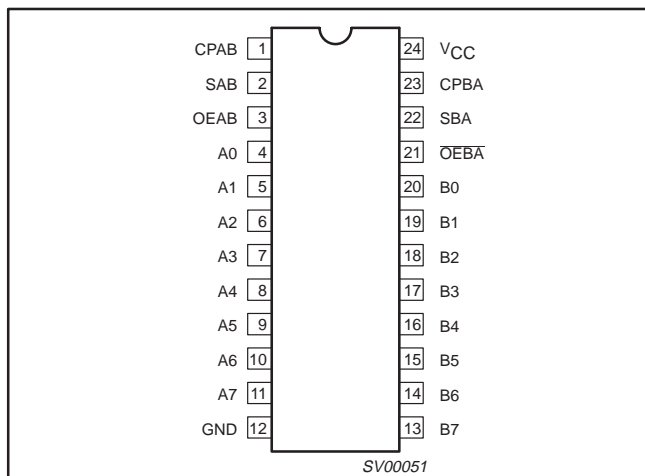 CPAB 1 24 VCC
SAB 2 23 CPBA
OEAB 3 22 SBA
A0 4 21 O̅E̅B̅A̅
A1 5 20 B0
A2 6 19 B1
A3 7 18 B2
A4 8 17 B3
A5 9 16 B4
A6 10 15 B5
A7 11 14 B6
GND 12 13 B7
SV00051